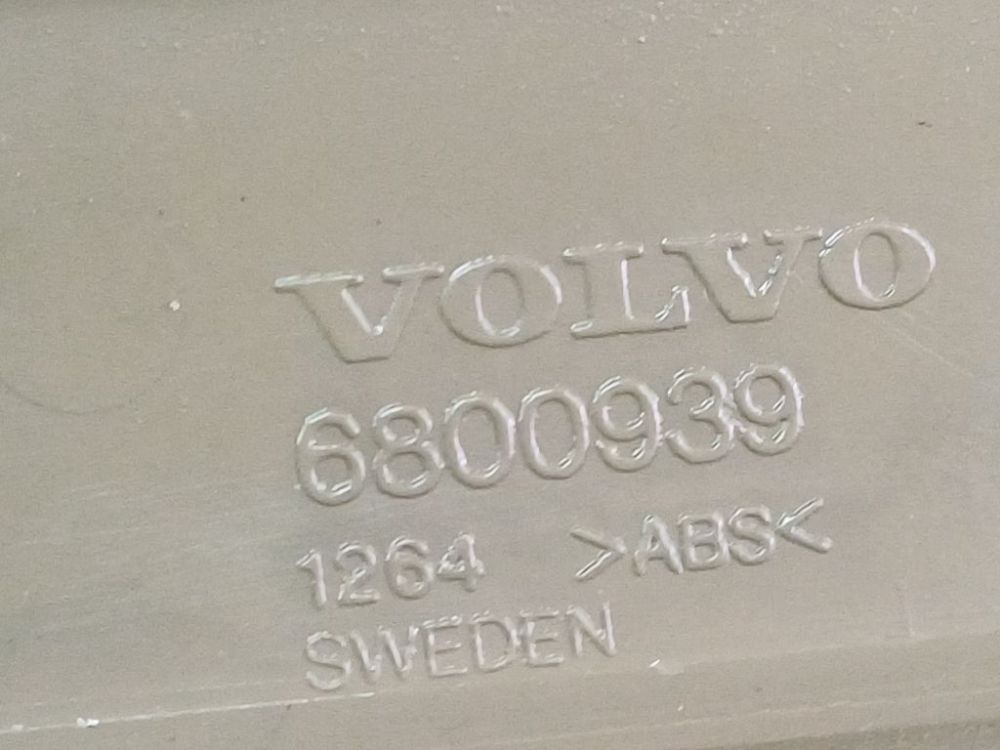 VOLVO
6800939
1264 >ABS<
SWEDEN